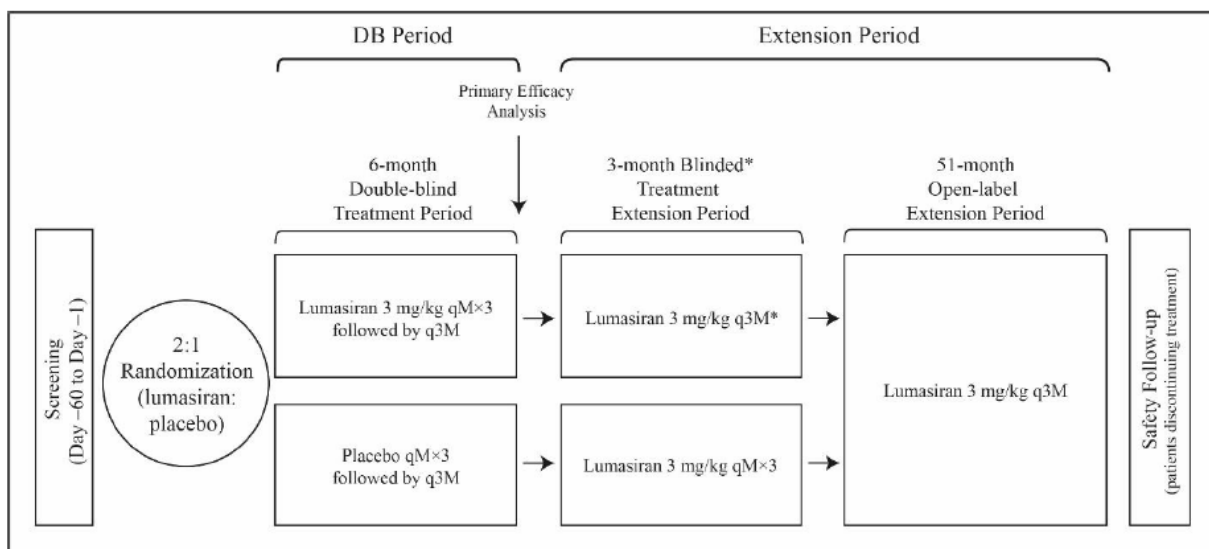 DB Period
Extension Period
Primary Efficacy
Analysis
6-month
Double-blind
Treatment Period
3-month Blinded*
Treatment
Extension Period
51-month
Open-label
Extension Period
Screening
(Day −60 to Day −1)
2:1
Randomization
(lumasiran:
placebo)
Lumasiran 3 mg/kg qM×3
followed by q3M
Lumasiran 3 mg/kg q3M*
Placebo qM×3
followed by q3M
Lumasiran 3 mg/kg qM×3
Lumasiran 3 mg/kg q3M
Safety Follow-up
(patients discontinuing treatment)